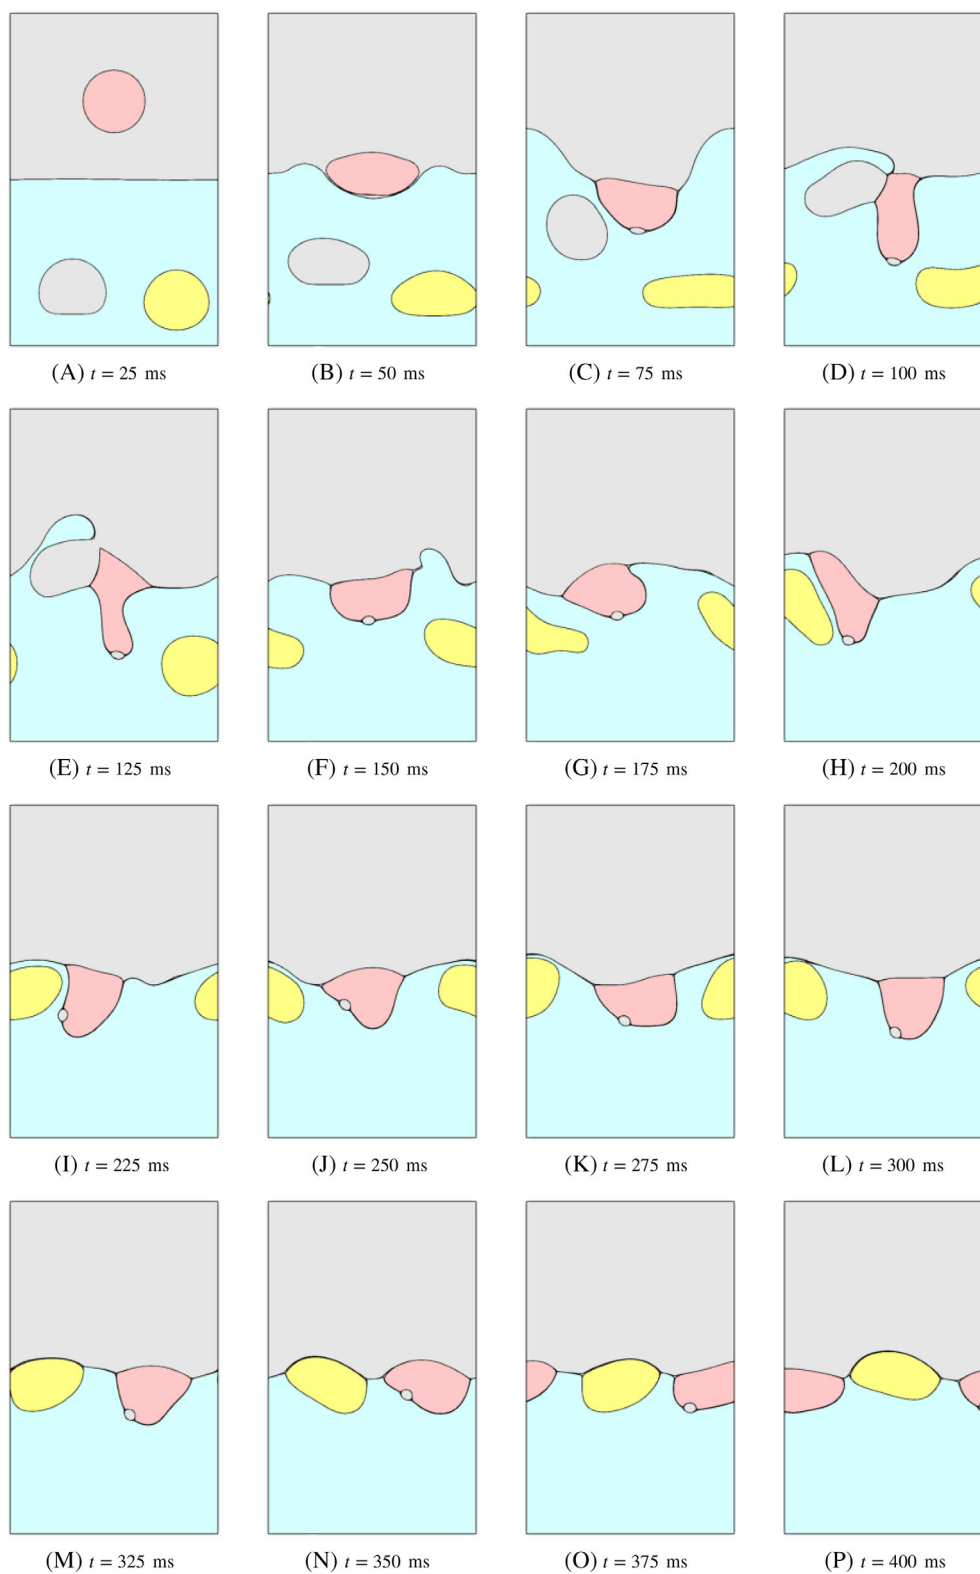 (A) t = 25 ms (B) t = 50 ms (C) t = 75 ms (D) t = 100 ms
(E) t = 125 ms (F) t = 150 ms (G) t = 175 ms (H) t = 200 ms
(I) t = 225 ms (J) t = 250 ms (K) t = 275 ms (L) t = 300 ms
(M) t = 325 ms (N) t = 350 ms (O) t = 375 ms (P) t = 400 ms